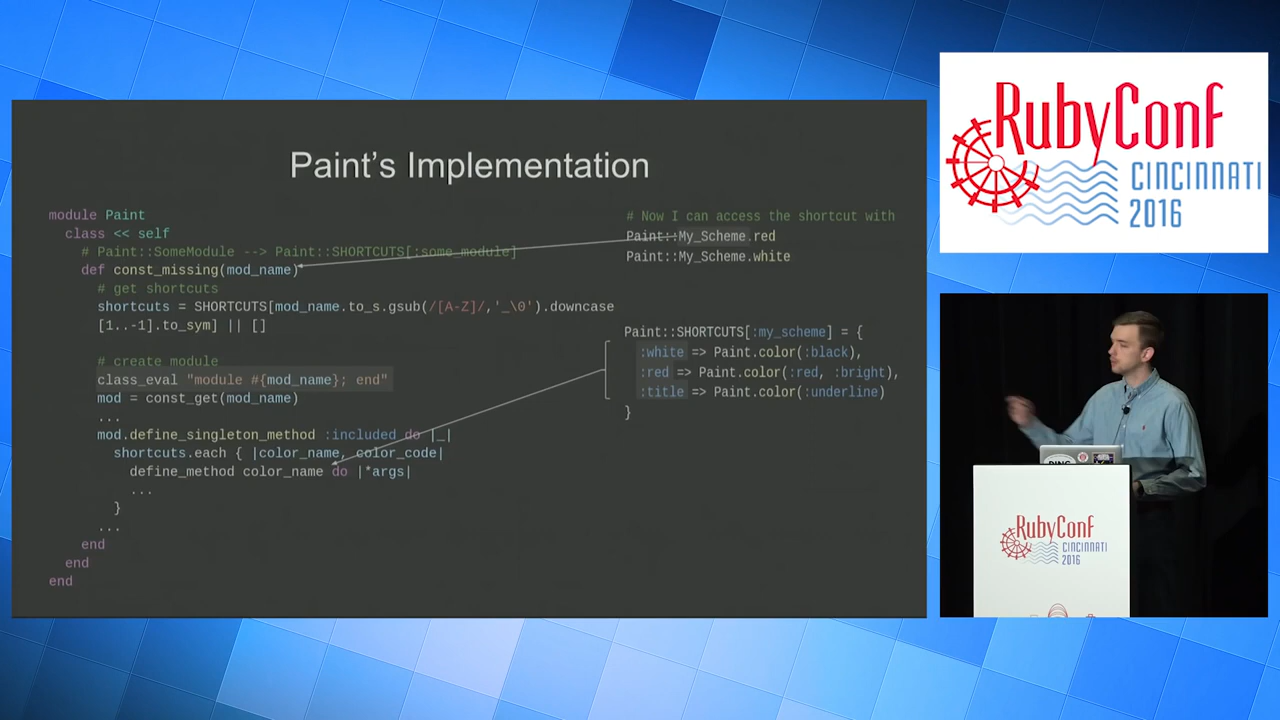 Paint's Implementation
module Paint
class << self
# Paint::SomeModule --> Paint::SHORTCUTS[:some_module]
def const_missing(mod_name)
# get shortcuts
shortcuts = SHORTCUTS[mod_name.to_s.gsub(/[A-Z]/,'_\0').downcase
[1..-1].to_sym] || []
# create module
class_eval "module #{mod_name}; end"
mod = const_get(mod_name)
...
mod.define_singleton_method :included do |_|
shortcuts.each { |color_name, color_code|
define_method color_name do |*args|
...
}
...
end
end
end
# Now I can access the shortcut with
Paint::My_Scheme.red
Paint::My_Scheme.white
Paint::SHORTCUTS[:my_scheme] = {
:white => Paint.color(:black),
:red => Paint.color(:red, :bright),
:title => Paint.color(:underline)
}
RubyConf
CINCINNATI
2016
RubyConf
CINCINNATI
2016